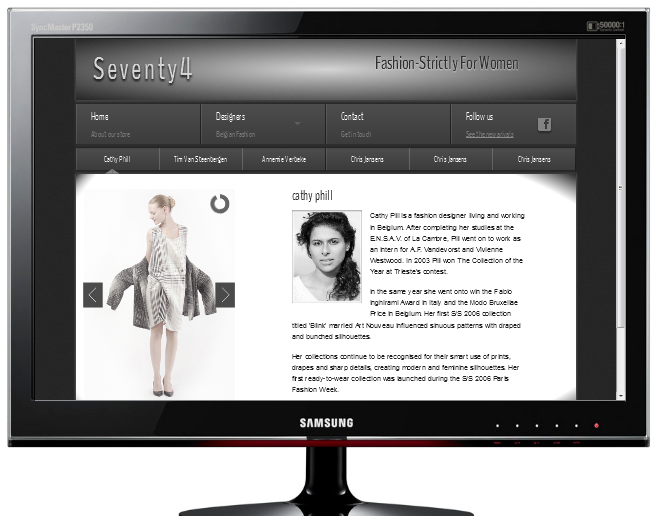 SyncMaster P2350
50000:1
Seventy4
Fashion-Strictly For Women
Home
Designers
Contact
Follow us
About our store
Belgian fashion
Get in touch
See the new arrivals
Cathy Phill
Tim Van Steenbergen
Annemie Verbeke
Chris Jansens
Chris Jansens
Chris Jansens
cathy phill
Cathy Pill is a fashion designer living and working
in Belgium. After completing her studies at the
E.N.S.A.V. of La Cambre, Pill went on to work as
an intern for A.F. Vandevorst and Vivienne
Westwood. In 2003 Pill won The Collection of the
Year at Trieste's contest.
In the same year she went onto win the Fabio
Inghirami Award in Italy and the Modo Bruxellae
Price in Belgium. Her first S/S 2006 collection
titled 'Blink' married Art Nouveau influenced sinuous patterns with draped
and bunched silhouettes.
Her collections continue to be recognised for their smart use of prints,
drapes and sharp details, creating modern and feminine silhouettes. Her
first ready-to-wear collection was launched during the S/S 2006 Paris
Fashion Week.
SAMSUNG